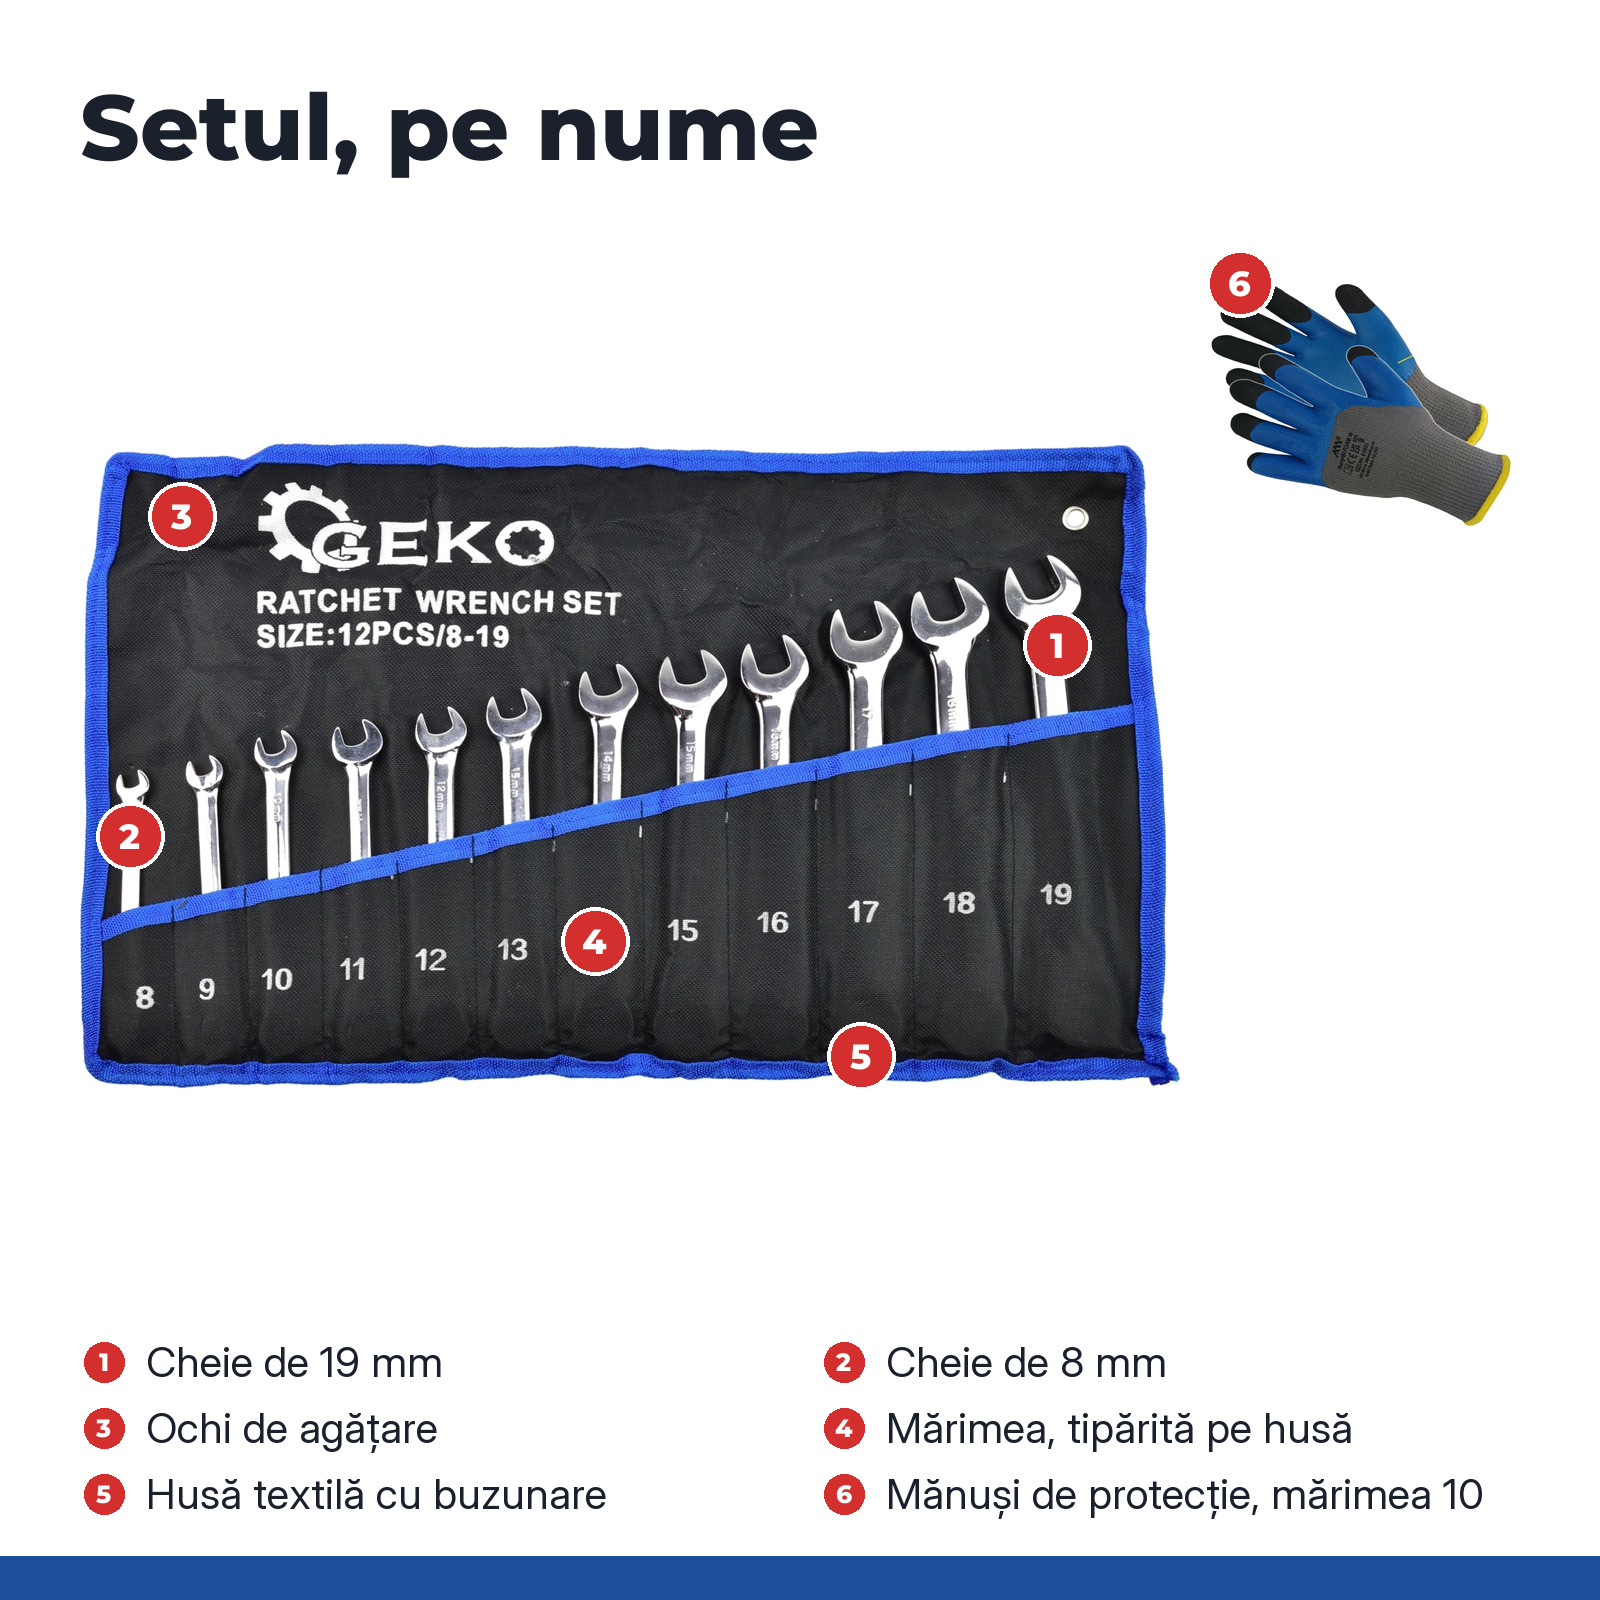 Setul, pe nume
6
3
GEKO
RATCHET WRENCH SET
SIZE:12PCS/8-19
1
2
12mm
14mm
15mm
8
9
10
11
12
13
4
15
16
17
18
19
5
1 Cheie de 19 mm
2 Cheie de 8 mm
3 Ochi de agățare
4 Mărimea, tipărită pe husă
5 Husă textilă cu buzunare
6 Mănuși de protecție, mărimea 10